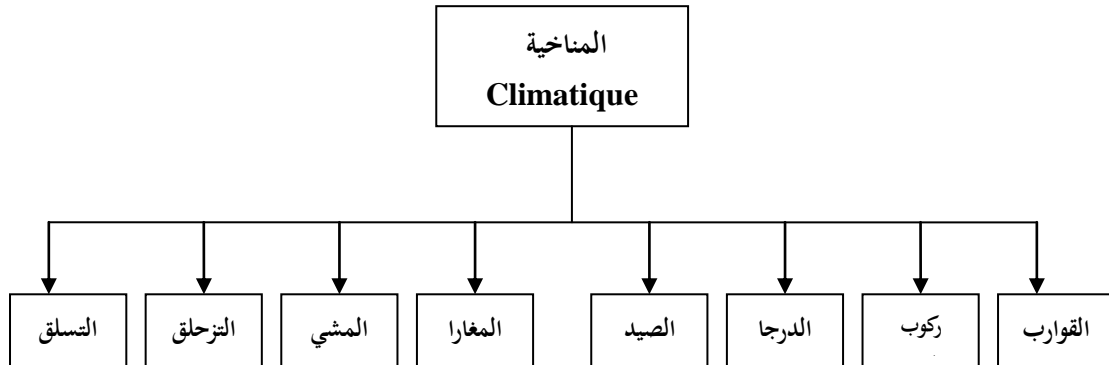 المناخية
Climatique
القوارب
ركوب
الدرجا
الصيد
المغارا
المشي
التزحلق
التسلق